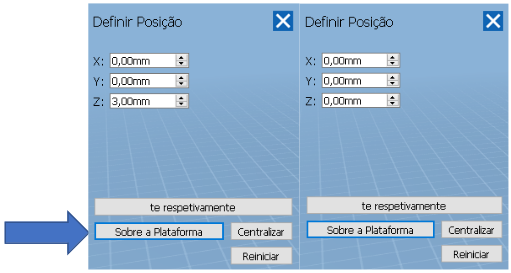 Definir Posição
X: 0,00mm
Y: 0,00mm
Z: 3,00mm
te respetivamente
Sobre a Plataforma Centralizar
Reiniciar
Definir Posição
X: 0,00mm
Y: 0,00mm
Z: 0,00mm
te respetivamente
Sobre a Plataforma Centralizar
Reiniciar